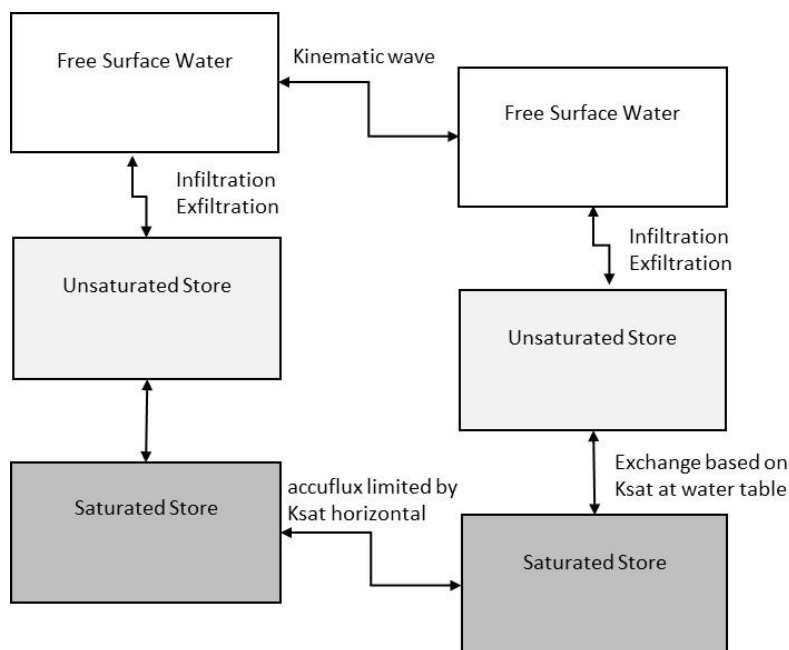 Free Surface Water
Kinematic wave
Free Surface Water
Infiltration
Exfiltration
Infiltration
Exfiltration
Unsaturated Store
Unsaturated Store
Saturated Store
accuflux limited by
Ksat horizontal
Exchange based on
Ksat at water table
Saturated Store